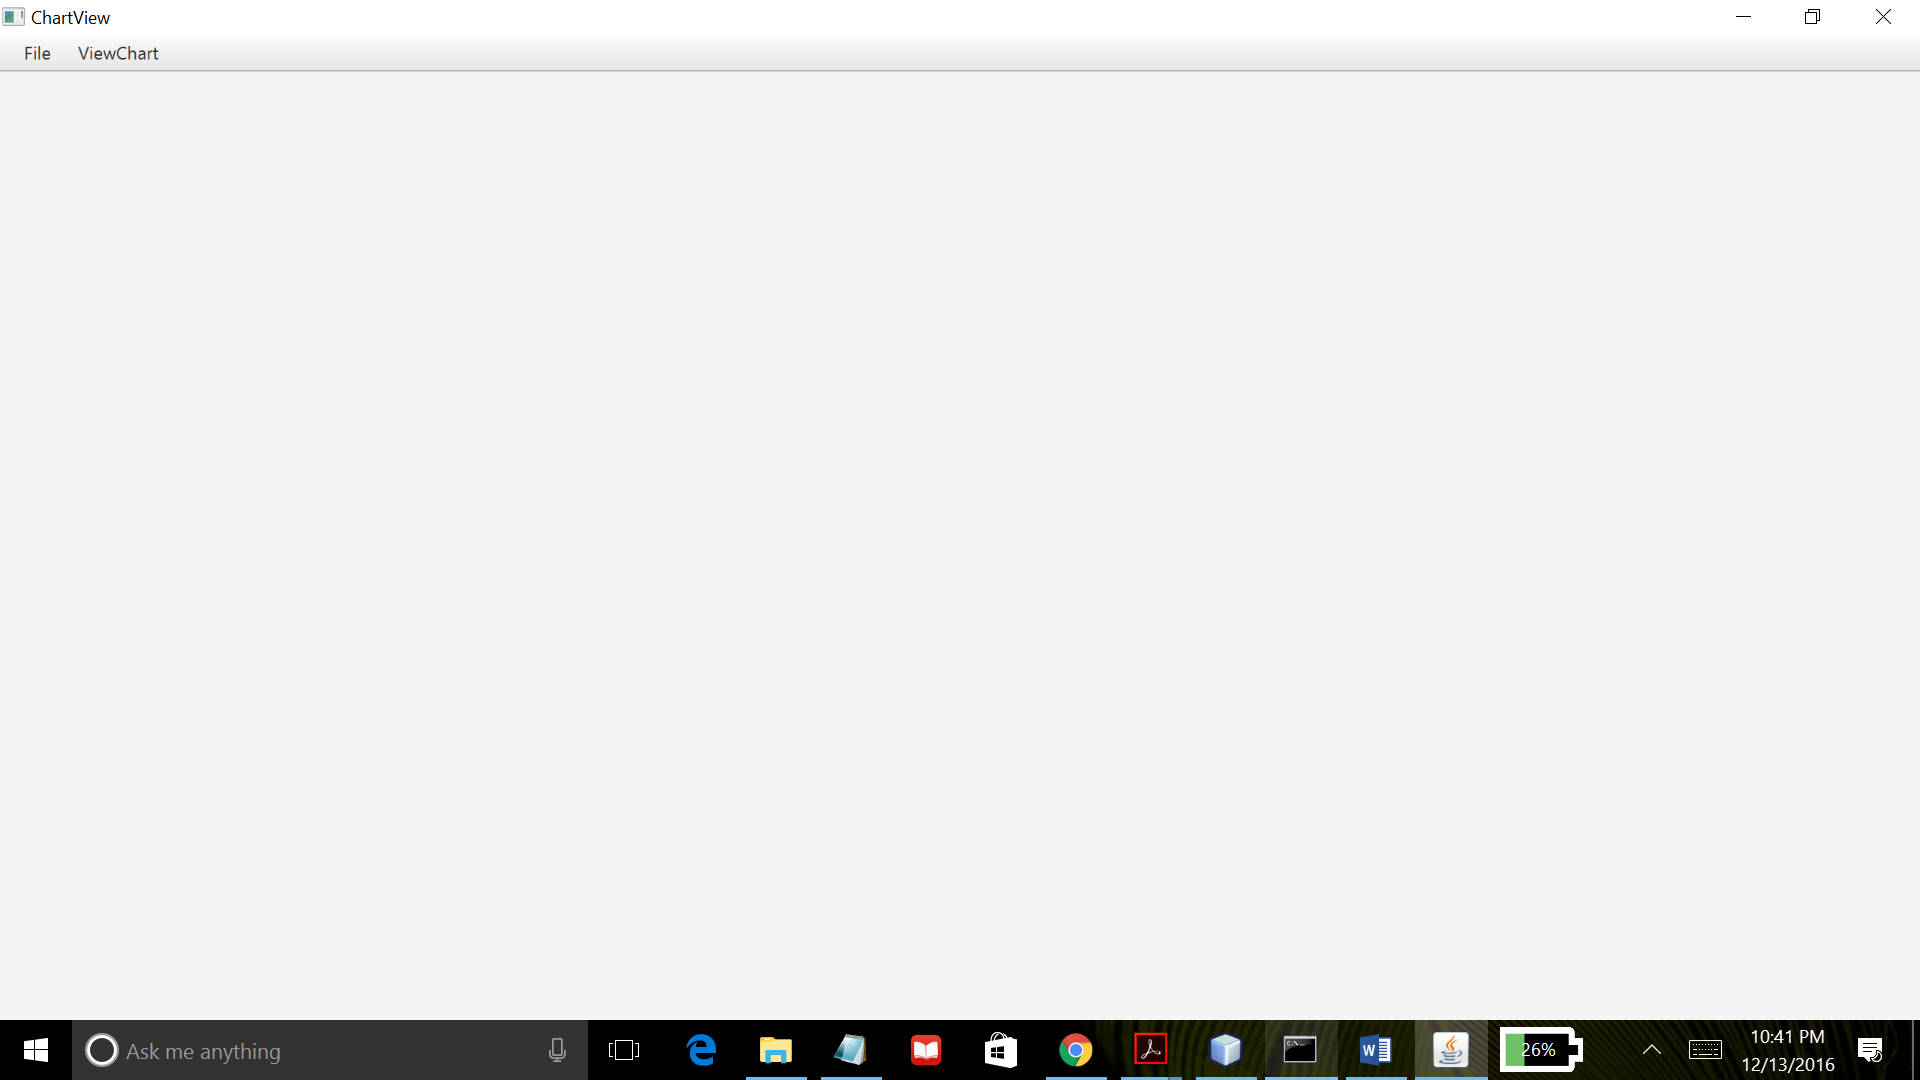 ChartView
File ViewChart
Ask me anything
26%
10:41 PM
12/13/2016